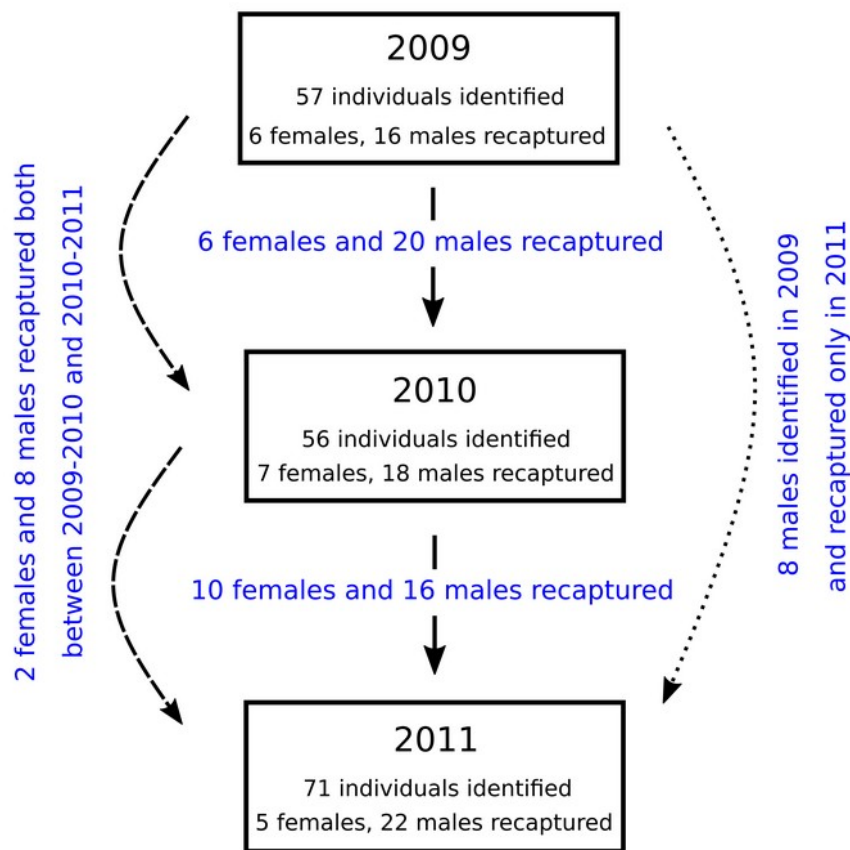 2009
57 individuals identified
6 females, 16 males recaptured
6 females and 20 males recaptured
2 females and 8 males recaptured both
between 2009-2010 and 2010-2011
8 males identified in 2009
and recaptured only in 2011
2010
56 individuals identified
7 females, 18 males recaptured
10 females and 16 males recaptured
2011
71 individuals identified
5 females, 22 males recaptured